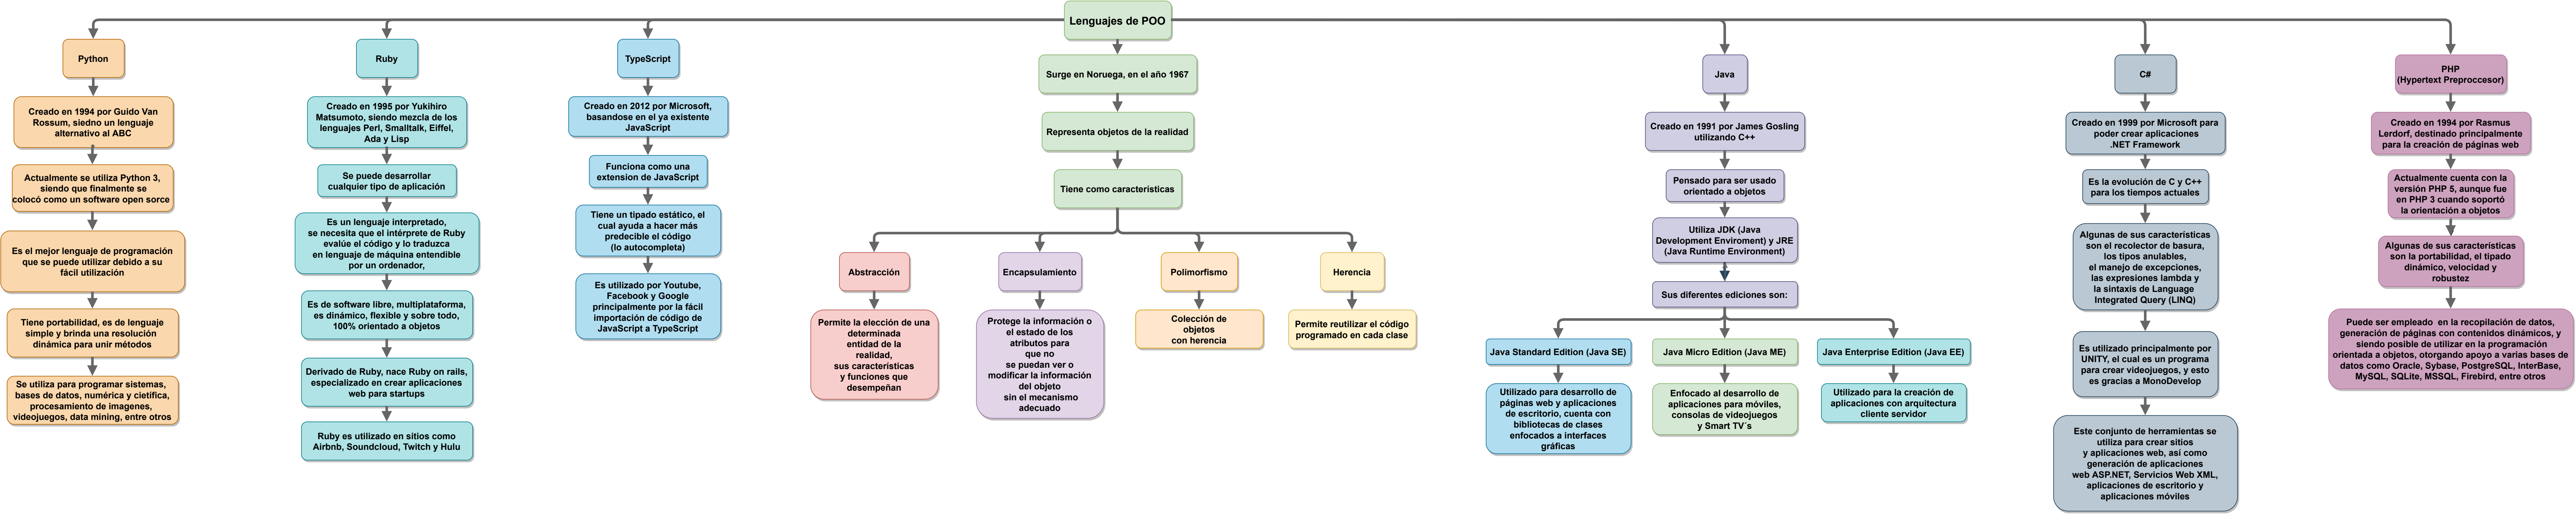 Lenguajes de POO
Python
Creado en 1994 por Guido Van
Rossum, siedno un lenguaje
alternativo al ABC
Actualmente se utiliza Python 3,
siendo que finalmente se
colocó como un software open sorce
Es el mejor lenguaje de programación
que se puede utilizar debido a su
fácil utilización
Tiene portabilidad, es de lenguaje
simple y brinda una resolución
dinámica para unir métodos
Se utiliza para programar sistemas,
bases de datos, numérica y cietífica,
procesamiento de imagenes,
videojuegos, data mining, entre otros
Ruby
Creado en 1995 por Yukihiro
Matsumoto, siendo mezcla de los
lenguajes Perl, Smalltalk, Eiffel,
Ada y Lisp
Se puede desarrollar
cualquier tipo de aplicación
Es un lenguaje interpretado,
se necesita que el intérprete de Ruby
evalúe el código y lo traduzca
en lenguaje de máquina entendible
por un ordenador,
Es de software libre, multiplataforma,
es dinámico, flexible y sobre todo,
100% orientado a objetos
Derivado de Ruby, nace Ruby on rails,
especializado en crear aplicaciones
web para startups
Ruby es utilizado en sitios como
Airbnb, Soundcloud, Twitch y Hulu
TypeScript
Creado en 2012 por Microsoft,
basandose en el ya existente
JavaScript
Funciona como una
extension de JavaScript
Tiene un tipado estático, el
cual ayuda a hacer más
predecible el código
(lo autocompleta)
Es utilizado por Youtube,
Facebook y Google
principalmente por la fácil
importación de código de
JavaScript a TypeScript
Surge en Noruega, en el año 1967
Representa objetos de la realidad
Tiene como características
Abstracción
Permite la elección de una
determinada
entidad de la
realidad,
sus características
y funciones que
desempeñan
Encapsulamiento
Protege la información o
el estado de los
atributos para
que no
se puedan ver o
modificar la información
del objeto
sin el mecanismo
adecuado
Polimorfismo
Colección de
objetos
con herencia
Herencia
Permite reutilizar el código
programado en cada clase
Java
Creado en 1991 por James Gosling
utilizando C++
Pensado para ser usado
orientado a objetos
Utiliza JDK (Java
Development Enviroment) y JRE
(Java Runtime Environment)
Sus diferentes ediciones son:
Java Standard Edition (Java SE)
Utilizado para desarrollo de
páginas web y aplicaciones
de escritorio, cuenta con
bibliotecas de clases
enfocados a interfaces
gráficas
Java Micro Edition (Java ME)
Enfocado al desarrollo de
aplicaciones para móviles,
consolas de videojuegos
y Smart TV´s
Java Enterprise Edition (Java EE)
Utilizado para la creación de
aplicaciones con arquitectura
cliente servidor
C#
Creado en 1999 por Microsoft para
poder crear aplicaciones
.NET Framework
Es la evolución de C y C++
para los tiempos actuales
Algunas de sus característicias
son el recolector de basura,
los tipos anulables,
el manejo de excepciones,
las expresiones lambda y
la sintaxis de Language
Integrated Query (LINQ)
Es utilizado principalmente por
UNITY, el cual es un programa
para crear videojuegos, y esto
es gracias a MonoDevelop
Este conjunto de herramientas se
utiliza para crear sitios
y aplicaciones web, así como
generación de aplicaciones
web ASP.NET, Servicios Web XML,
aplicaciones de escritorio y
aplicaciones móviles
PHP
(Hypertext Preproccesor)
Creado en 1994 por Rasmus
Lerdorf, destinado principalmente
para la creación de páginas web
Actualmente cuenta con la
versión PHP 5, aunque fue
en PHP 3 cuando soportó
la orientación a objetos
Algunas de sus características
son la portabilidad, el tipado
dinámico, velocidad y
robustez
Puede ser empleado en la recopilación de datos,
generación de páginas con contenidos dinámicos, y
siendo posible de utilizar en la programación
orientada a objetos, otorgando apoyo a varias bases de
datos como Oracle, Sybase, PostgreSQL, InterBase,
MySQL, SQLite, MSSQL, Firebird, entre otros